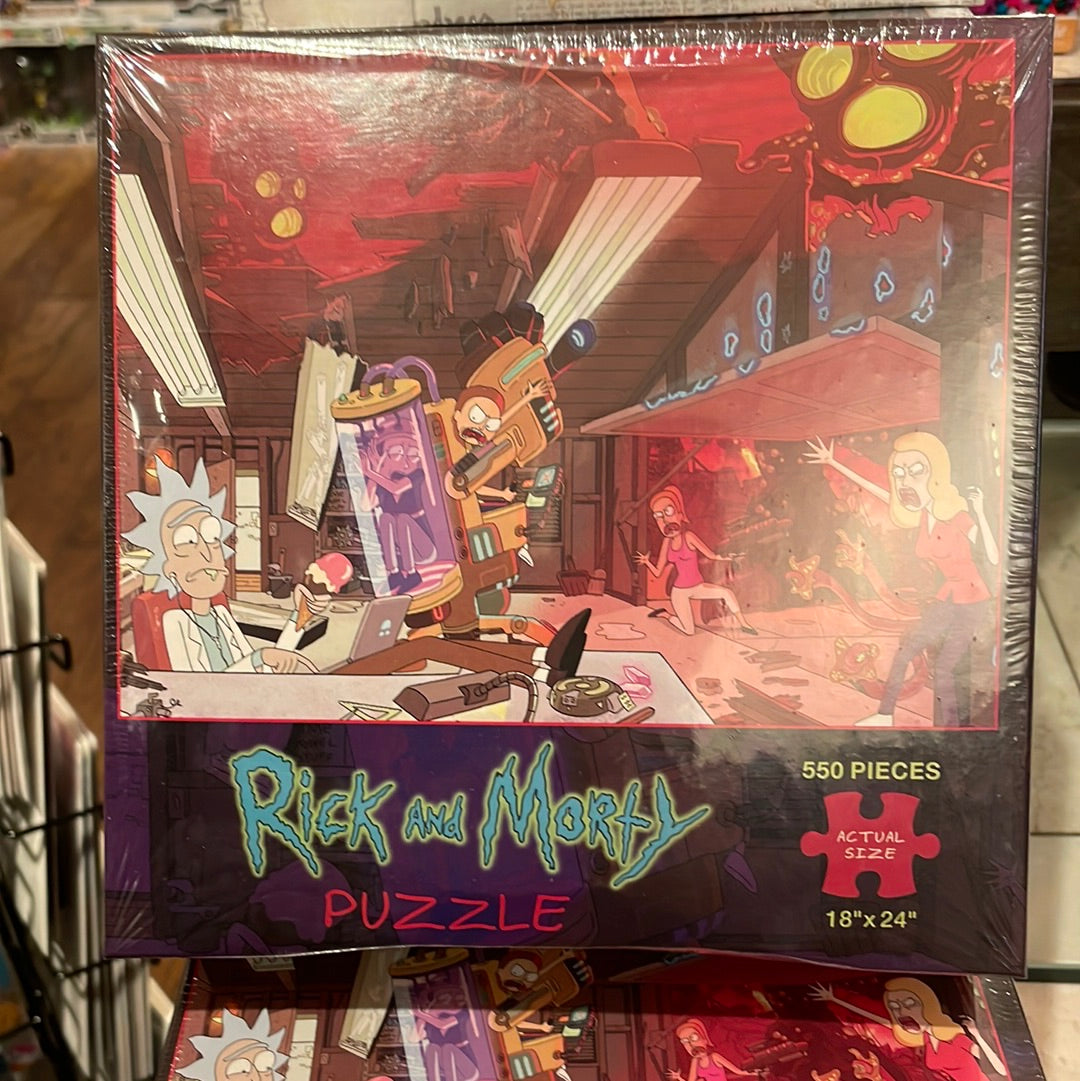 RICK AND MORTY
PUZZLE
550 PIECES
ACTUAL
SIZE
18"x24"